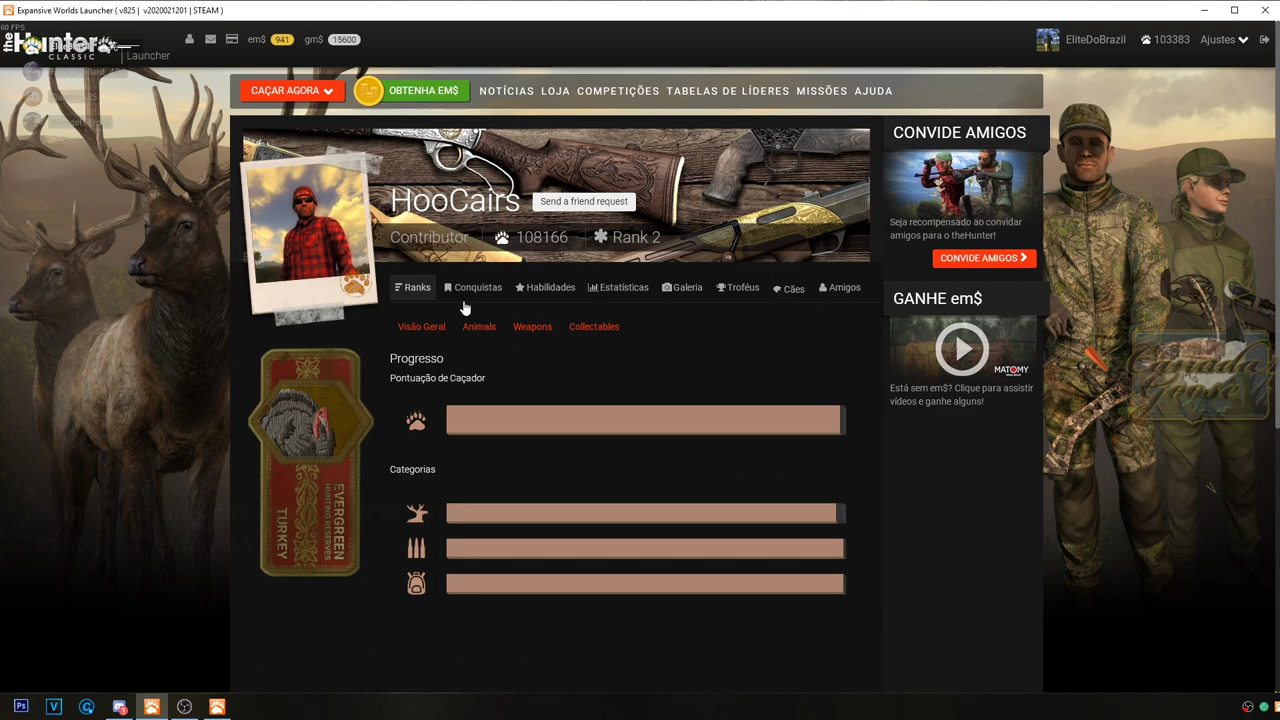 Expansive Worlds Launcher ( v825 | v2020021201 | STEAM )
60 FPS
theHunter
CLASSIC
Launcher
em$ 941 gm$ 15600
EliteDoBrazil 103383 Ajustes
CAÇAR AGORA OBTENHA EM$ NOTÍCIAS LOJA COMPETIÇÕES TABELAS DE LÍDERES MISSÕES AJUDA
HooCairs Send a friend request
Contributor 108166 Rank 2
Ranks Conquistas Habilidades Estatísticas Galeria Troféus Cães Amigos
Visão Geral Animals Weapons Collectables
Progresso
Pontuação de Caçador
Categorias
EVERGREEN
HUNTING RESERVES
TURKEY
CONVIDE AMIGOS
Seja recompensado ao convidar
amigos para o theHunter!
CONVIDE AMIGOS
GANHE em$
MATOMY
Está sem em$? Clique para assistir
vídeos e ganhe alguns!
Ps V